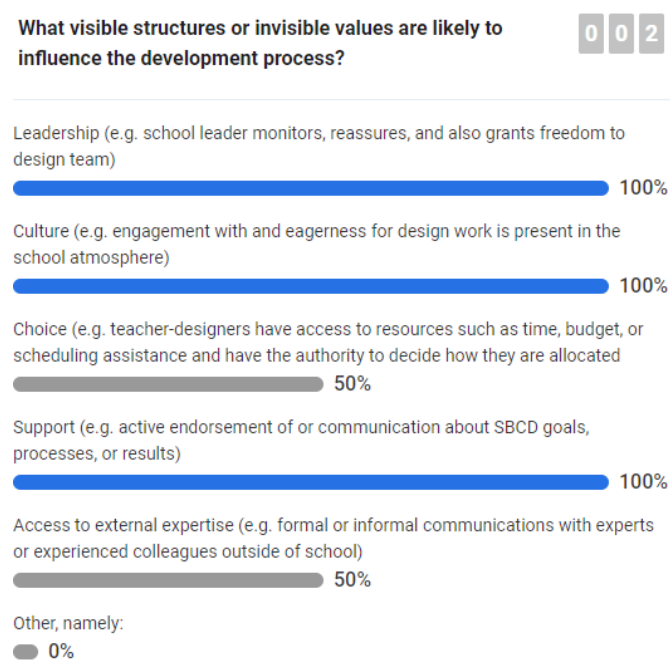 What visible structures or invisible values are likely to
influence the development process?
0 0 2
Leadership (e.g. school leader monitors, reassures, and also grants freedom to
design team)
100%
Culture (e.g. engagement with and eagerness for design work is present in the
school atmosphere)
100%
Choice (e.g. teacher-designers have access to resources such as time, budget, or
scheduling assistance and have the authority to decide how they are allocated
50%
Support (e.g. active endorsement of or communication about SBCD goals,
processes, or results)
100%
Access to external expertise (e.g. formal or informal communications with experts
or experienced colleagues outside of school)
50%
Other, namely:
0%